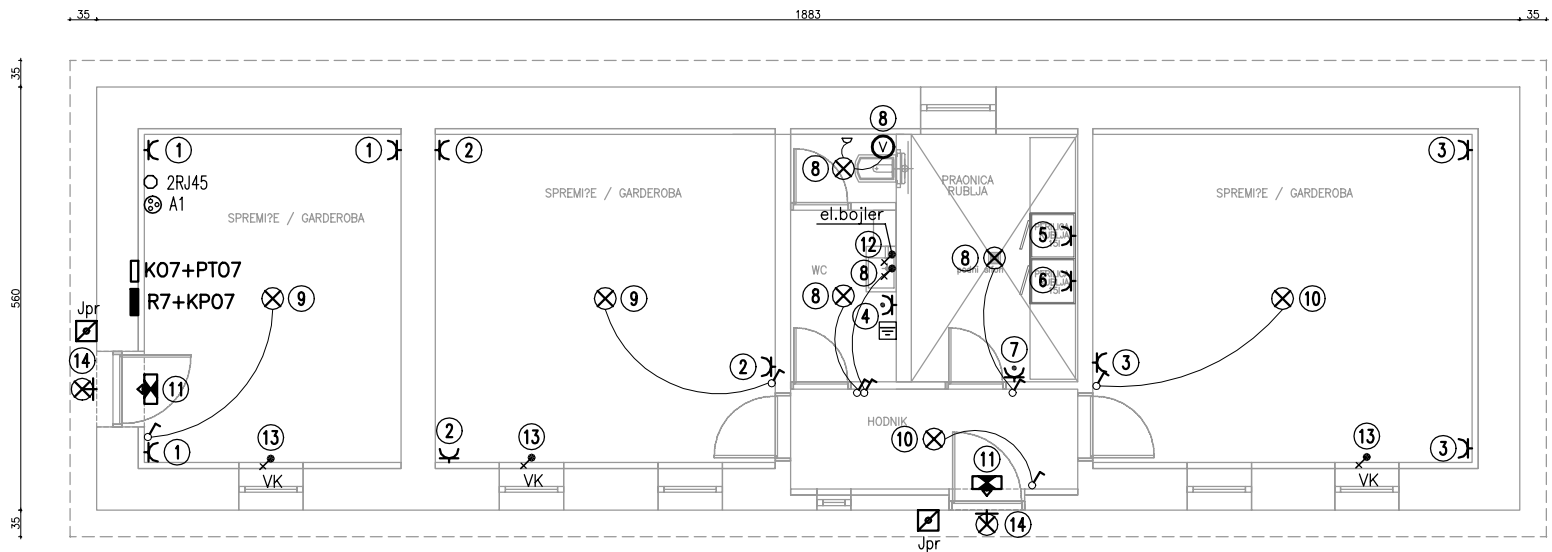 35 1883 35
35
8
1 1 2 3
8
2RJ45
A1
PRAONICA
RUBLJA
SPREMI?E / GARDEROBA SPREMI?E / GARDEROBA
SPREMI?E / GARDEROBA
el.bojler
V
5
12
8
WC
8
6
K07+PT07
R7+KP07
560
9 9 8 10
Jpr
4
14
7
2 3
11
HODNIK
2
13 13 10 13
1 3
11
VK VK VK
14
Jpr
35